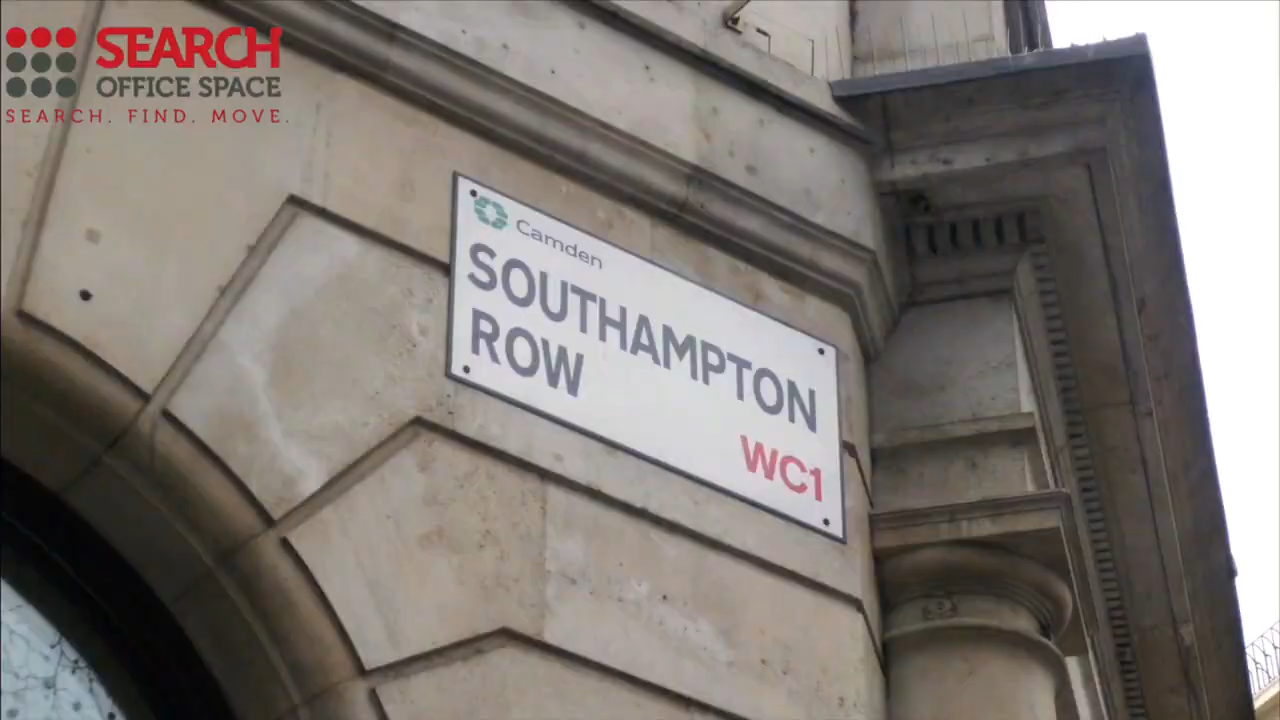 SEARCH
OFFICE SPACE
SEARCH. FIND. MOVE.
Camden
SOUTHAMPTON
ROW
WC1